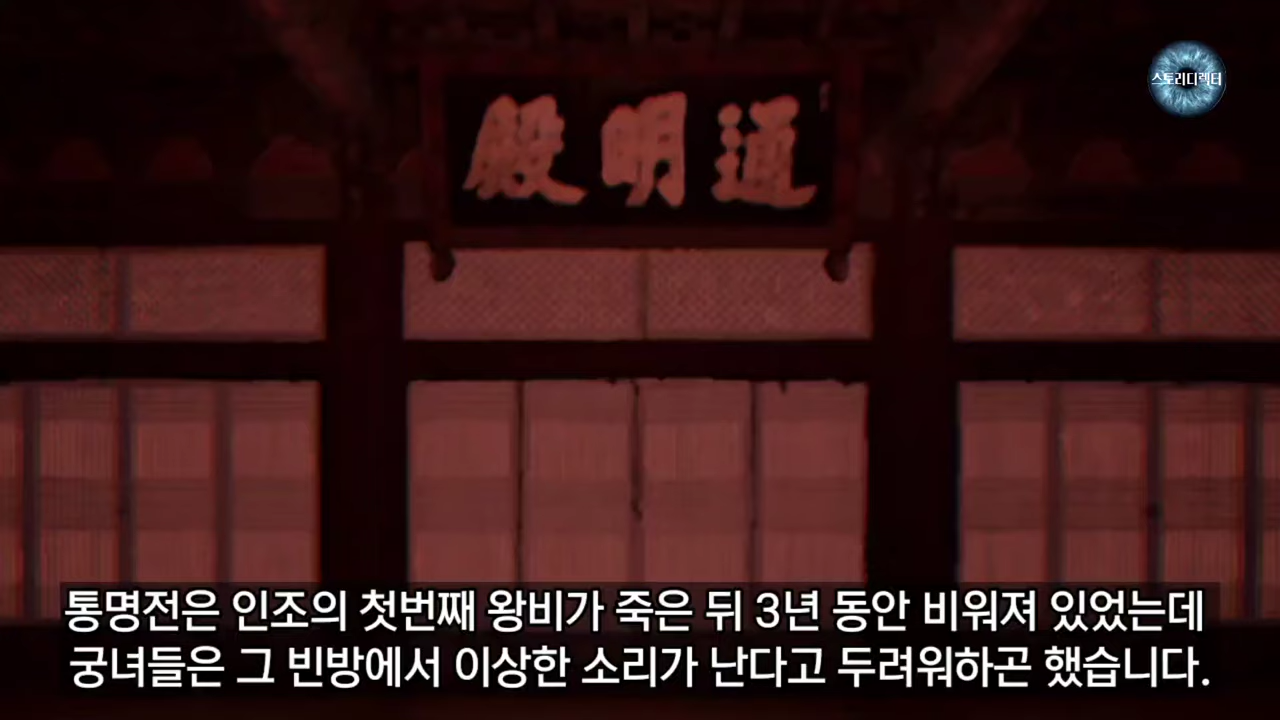 스토리디렉터
通明殿
통명전은 인조의 첫번째 왕비가 죽은 뒤 3년 동안 비워져 있었는데
궁녀들은 그 빈방에서 이상한 소리가 난다고 두려워하곤 했습니다.